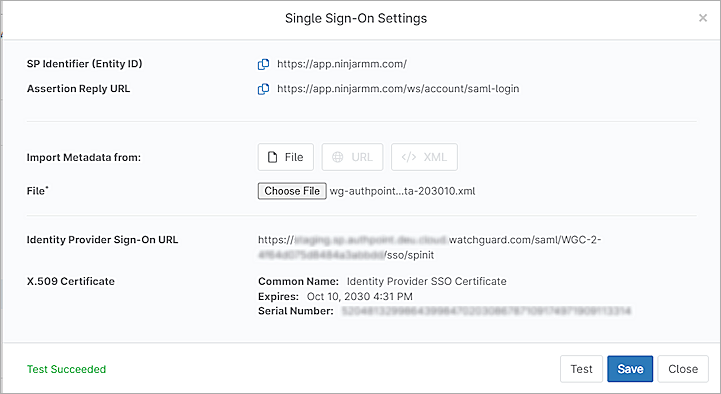 Single Sign-On Settings ×
SP Identifier (Entity ID) https://app.ninjarmm.com/
Assertion Reply URL https://app.ninjarmm.com/ws/account/saml-login
Import Metadata from: File URL </> XML
File* Choose File wg-authpoint...ta-203010.xml
Identity Provider Sign-On URL https:// watchguard.com/saml/WGC-2-
/sso/spinit
X.509 Certificate Common Name: Identity Provider SSO Certificate
Expires: Oct 10, 2030 4:31 PM
Serial Number:
Test Succeeded Test Save Close